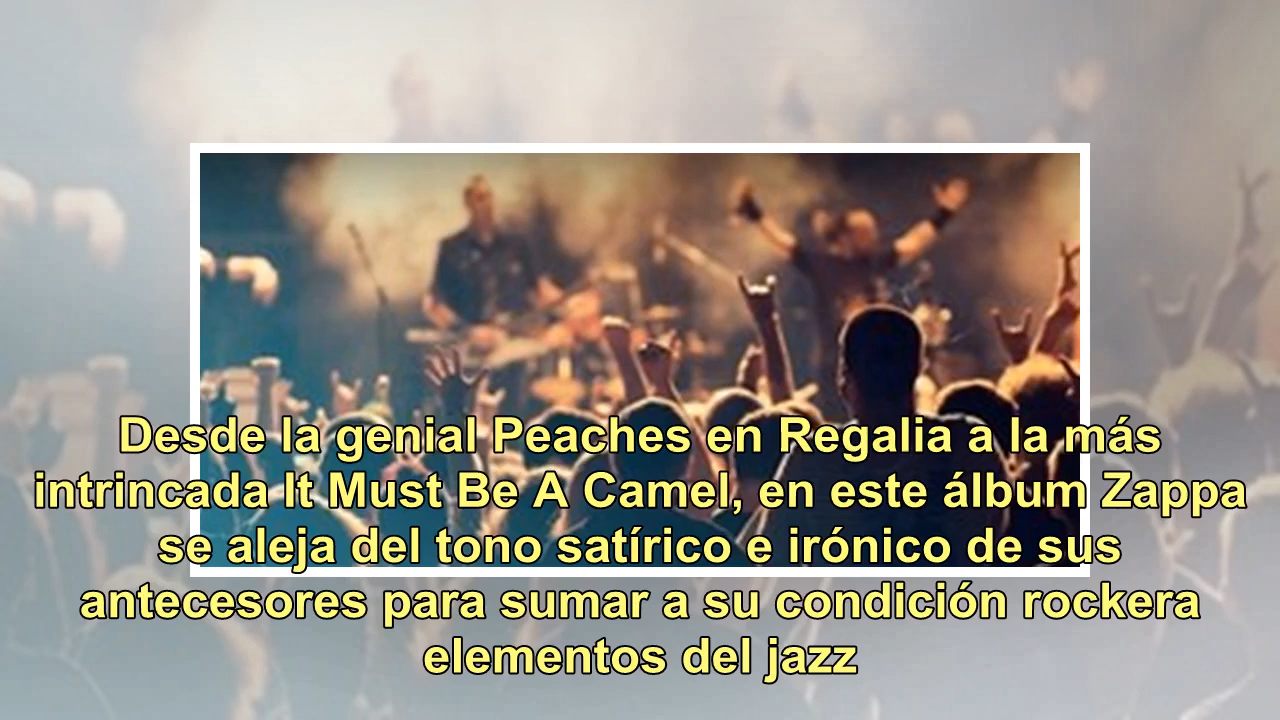 Desde la genial Peaches en Regalia a la más
intrincada It Must Be A Camel, en este álbum Zappa
se aleja del tono satírico e irónico de sus
antecesores para sumar a su condición rockera
elementos del jazz